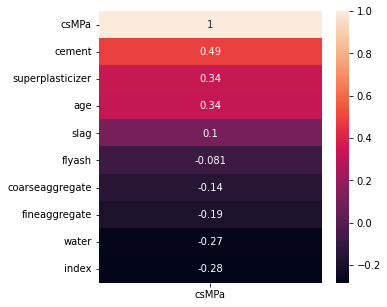 csMPa 1
cement 0.49
superplasticizer 0.34
age 0.34
slag 0.1
flyash -0.081
coarseaggregate -0.14
fineaggregate -0.19
water -0.27
index -0.28
csMPa
1.0
0.8
0.6
0.4
0.2
0.0
-0.2